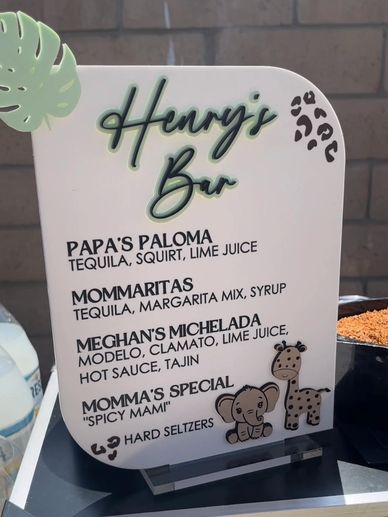 Henry's
Bar
PAPA'S PALOMA
TEQUILA, SQUIRT, LIME JUICE
MOMMARITAS
TEQUILA, MARGARITA MIX, SYRUP
MEGHAN'S MICHELADA
MODELO, CLAMATO, LIME JUICE,
HOT SAUCE, TAJIN
MOMMA'S SPECIAL
"SPICY MAMI"
HARD SELTZERS